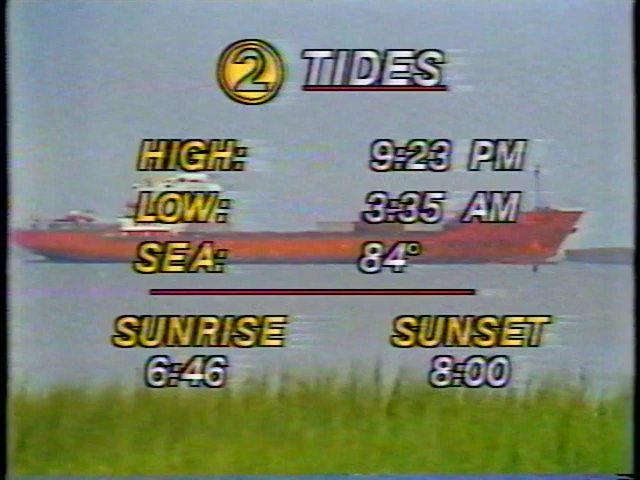 2 TIDES
HIGH: 9:23 PM
LOW: 3:35 AM
SEA: 84°
SUNRISE SUNSET
6:46 8:00